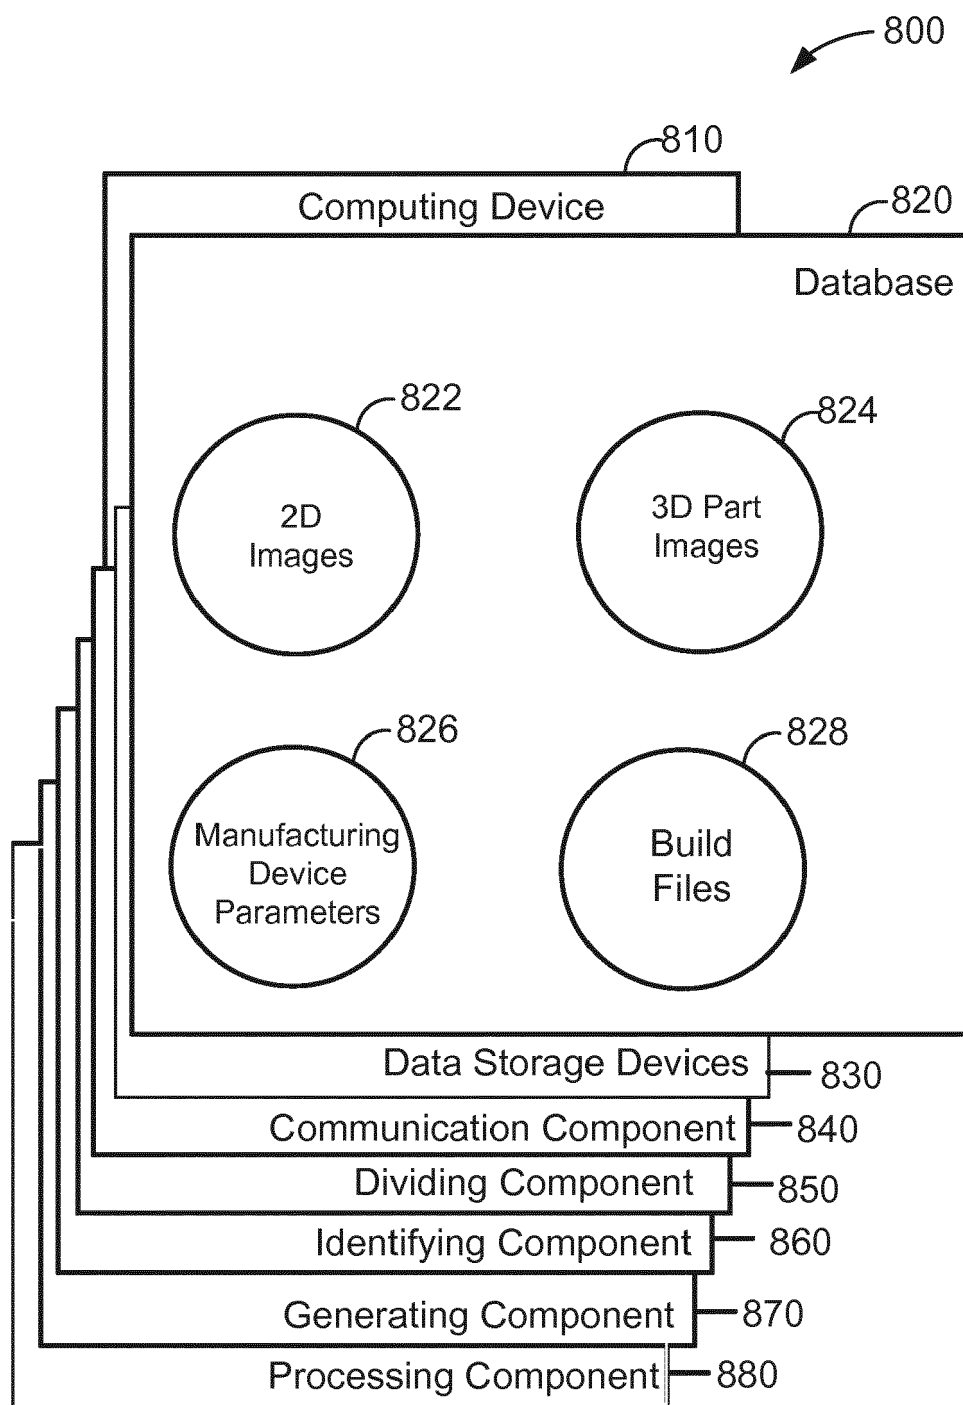 800
810
Computing Device
820
Database
822
824
2D
Images
3D Part
Images
826
828
Manufacturing
Device
Parameters
Build
Files
Data Storage Devices
830
Communication Component
840
Dividing Component
850
Identifying Component
860
Generating Component
870
Processing Component
880